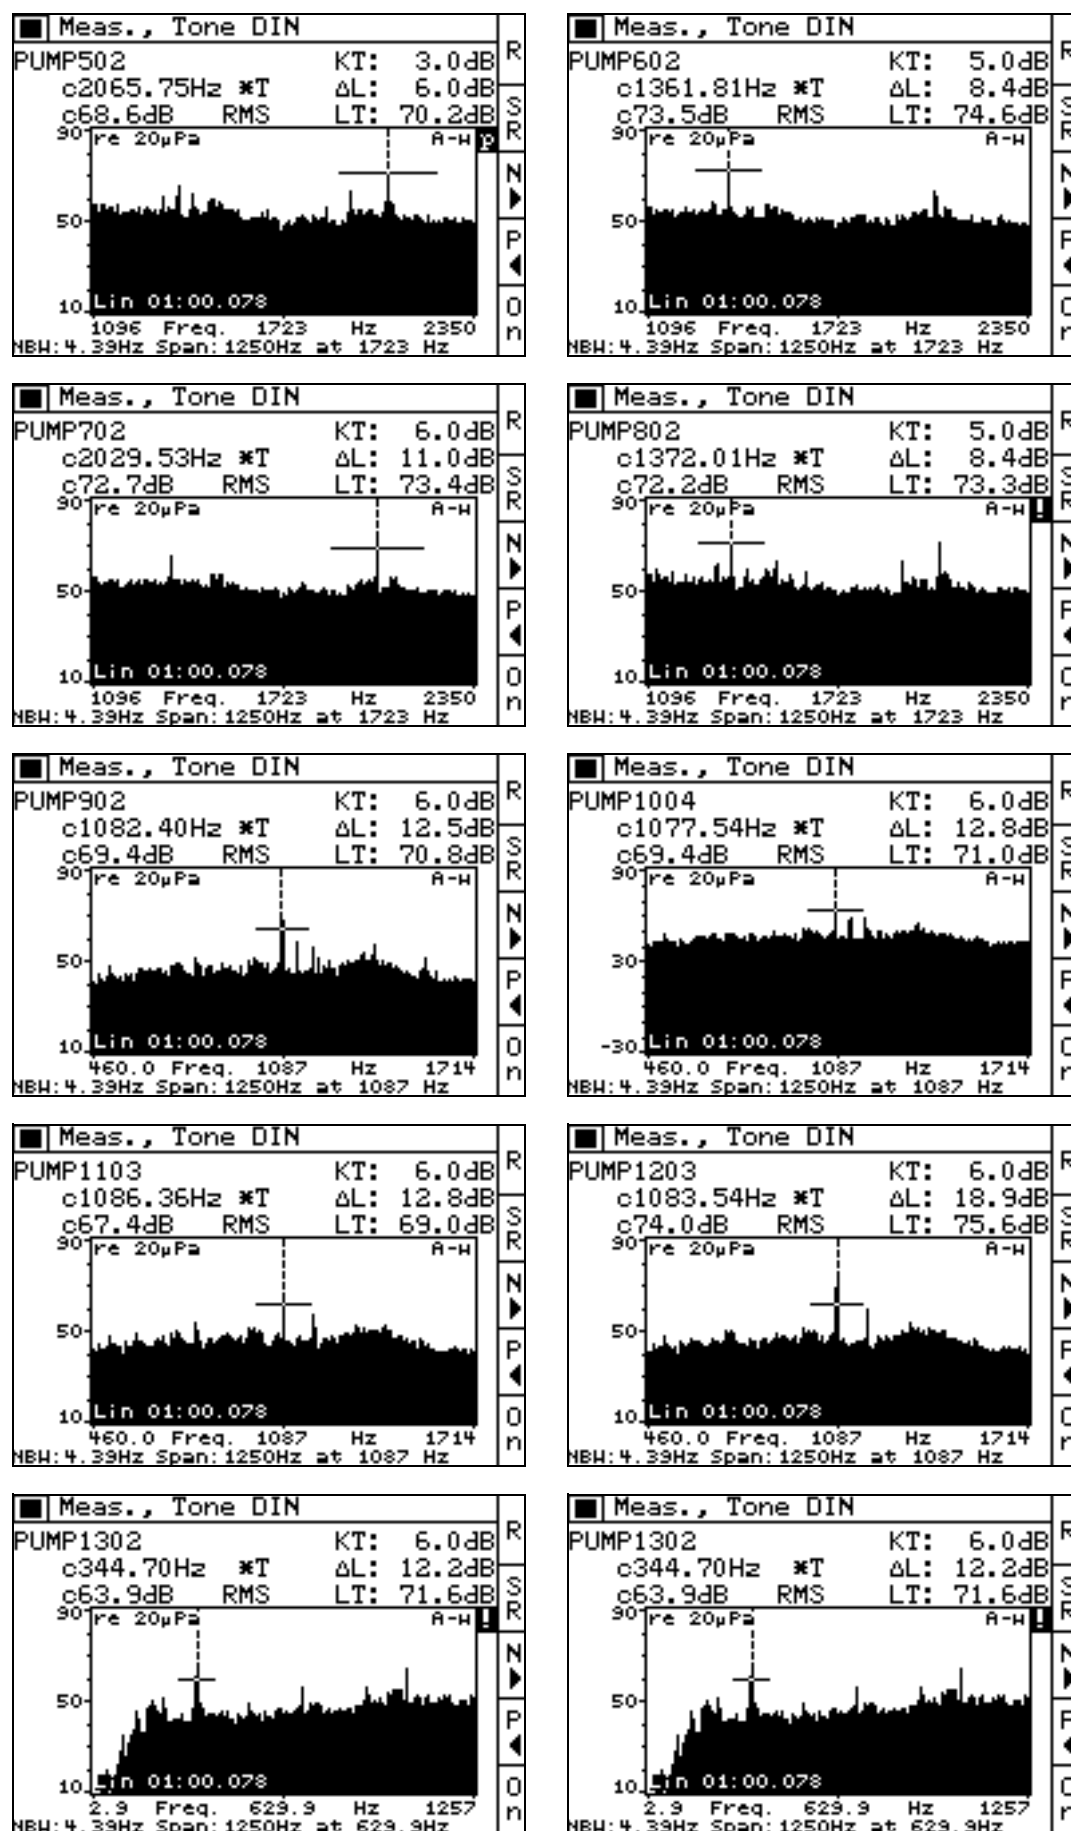 Meas., Tone DIN
PUMP502 KT: 3.0dB
c2065.75Hz *T ΔL: 6.0dB
c68.6dB RMS LT: 70.2dB
90 re 20µPa A-W p
50
10 Lin 01:00.078
1096 Freq. 1723 Hz 2350
NBW:4.39Hz Span:1250Hz at 1723 Hz
R
S
R
N
P
O
n
Meas., Tone DIN
PUMP602 KT: 5.0dB
c1361.81Hz *T ΔL: 8.4dB
c73.5dB RMS LT: 74.6dB
90 re 20µPa A-W
50
10 Lin 01:00.078
1096 Freq. 1723 Hz 2350
NBW:4.39Hz Span:1250Hz at 1723 Hz
Meas., Tone DIN
PUMP702 KT: 6.0dB
c2029.53Hz *T ΔL: 11.0dB
c72.7dB RMS LT: 73.4dB
90 re 20µPa A-W
50
10 Lin 01:00.078
1096 Freq. 1723 Hz 2350
NBW:4.39Hz Span:1250Hz at 1723 Hz
R
S
R
N
P
O
n
Meas., Tone DIN
PUMP802 KT: 5.0dB
c1372.01Hz *T ΔL: 8.4dB
c72.2dB RMS LT: 73.3dB
90 re 20µPa A-W !
50
10 Lin 01:00.078
1096 Freq. 1723 Hz 2350
NBW:4.39Hz Span:1250Hz at 1723 Hz
Meas., Tone DIN
PUMP902 KT: 6.0dB
c1082.40Hz *T ΔL: 12.5dB
c69.4dB RMS LT: 70.8dB
90 re 20µPa A-W
50
10 Lin 01:00.078
460.0 Freq. 1087 Hz 1714
NBW:4.39Hz Span:1250Hz at 1087 Hz
R
S
R
N
P
O
n
Meas., Tone DIN
PUMP1004 KT: 6.0dB
c1077.54Hz *T ΔL: 12.8dB
c69.4dB RMS LT: 71.0dB
90 re 20µPa A-W
30
-30 Lin 01:00.078
460.0 Freq. 1087 Hz 1714
NBW:4.39Hz Span:1250Hz at 1087 Hz
Meas., Tone DIN
PUMP1103 KT: 6.0dB
c1086.36Hz *T ΔL: 12.8dB
c67.4dB RMS LT: 69.0dB
90 re 20µPa A-W
50
10 Lin 01:00.078
460.0 Freq. 1087 Hz 1714
NBW:4.39Hz Span:1250Hz at 1087 Hz
R
S
R
N
P
O
n
Meas., Tone DIN
PUMP1203 KT: 6.0dB
c1083.54Hz *T ΔL: 18.9dB
c74.0dB RMS LT: 75.6dB
90 re 20µPa A-W
50
10 Lin 01:00.078
460.0 Freq. 1087 Hz 1714
NBW:4.39Hz Span:1250Hz at 1087 Hz
Meas., Tone DIN
PUMP1302 KT: 6.0dB
c344.70Hz *T ΔL: 12.2dB
c63.9dB RMS LT: 71.6dB
90 re 20µPa A-W !
50
10 Lin 01:00.078
2.9 Freq. 629.9 Hz 1257
NBW:4.39Hz Span:1250Hz at 629.9Hz
R
S
R
N
P
O
n
Meas., Tone DIN
PUMP1302 KT: 6.0dB
c344.70Hz *T ΔL: 12.2dB
c63.9dB RMS LT: 71.6dB
90 re 20µPa A-W !
50
10 Lin 01:00.078
2.9 Freq. 629.9 Hz 1257
NBW:4.39Hz Span:1250Hz at 629.9Hz